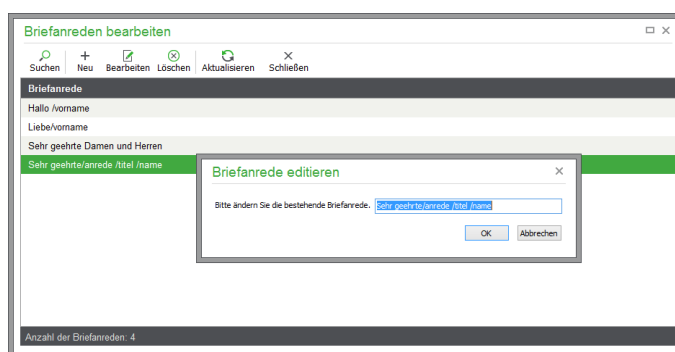 Briefanreden bearbeiten
Suchen Neu Bearbeiten Löschen Aktualisieren Schließen
Briefanrede
Hallo /vorname
Liebe/vorname
Sehr geehrte Damen und Herren
Sehr geehrte/anrede /titel /name
Briefanrede editieren
Bitte ändern Sie die bestehende Briefanrede. Sehr geehrte/anrede /titel /name
OK Abbrechen
Anzahl der Briefanreden: 4